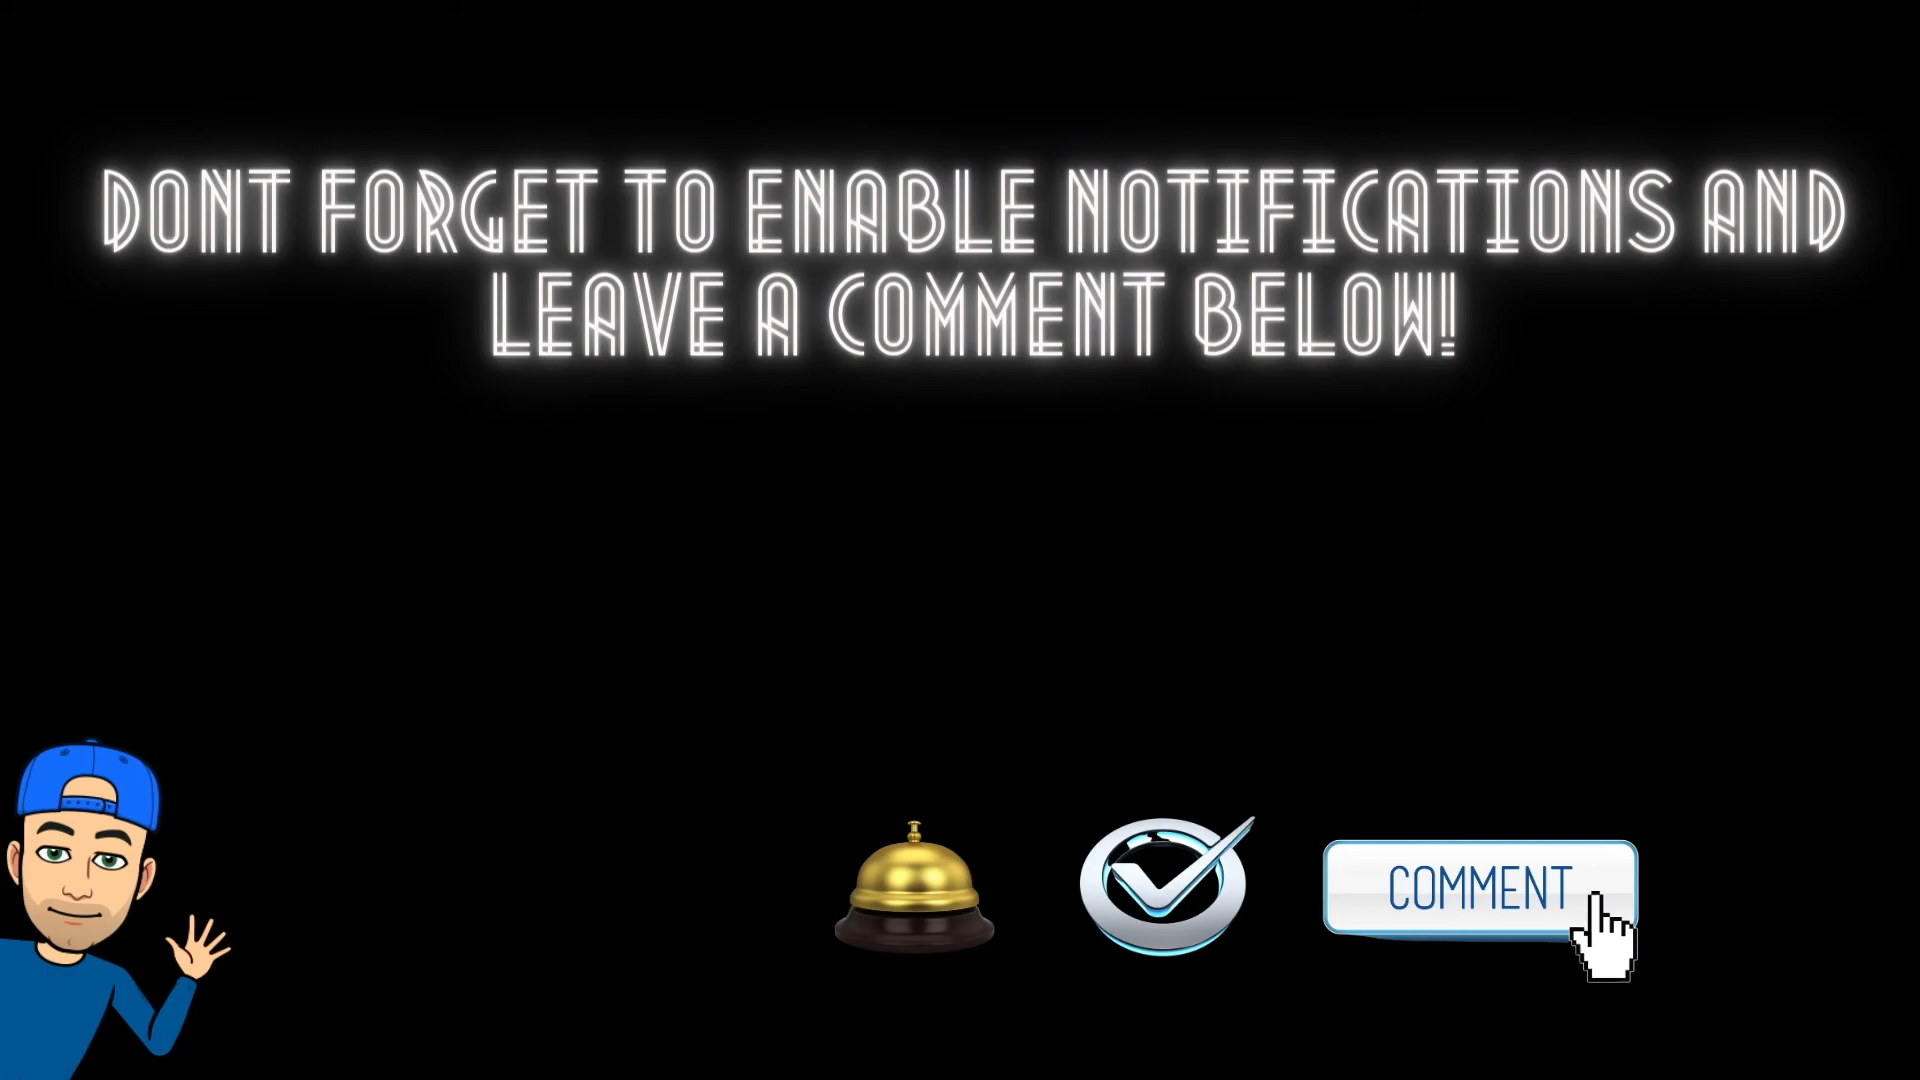 DONT FORGET TO ENABLE NOTIFICATIONS AND
LEAVE A COMMENT BELOW!
COMMENT